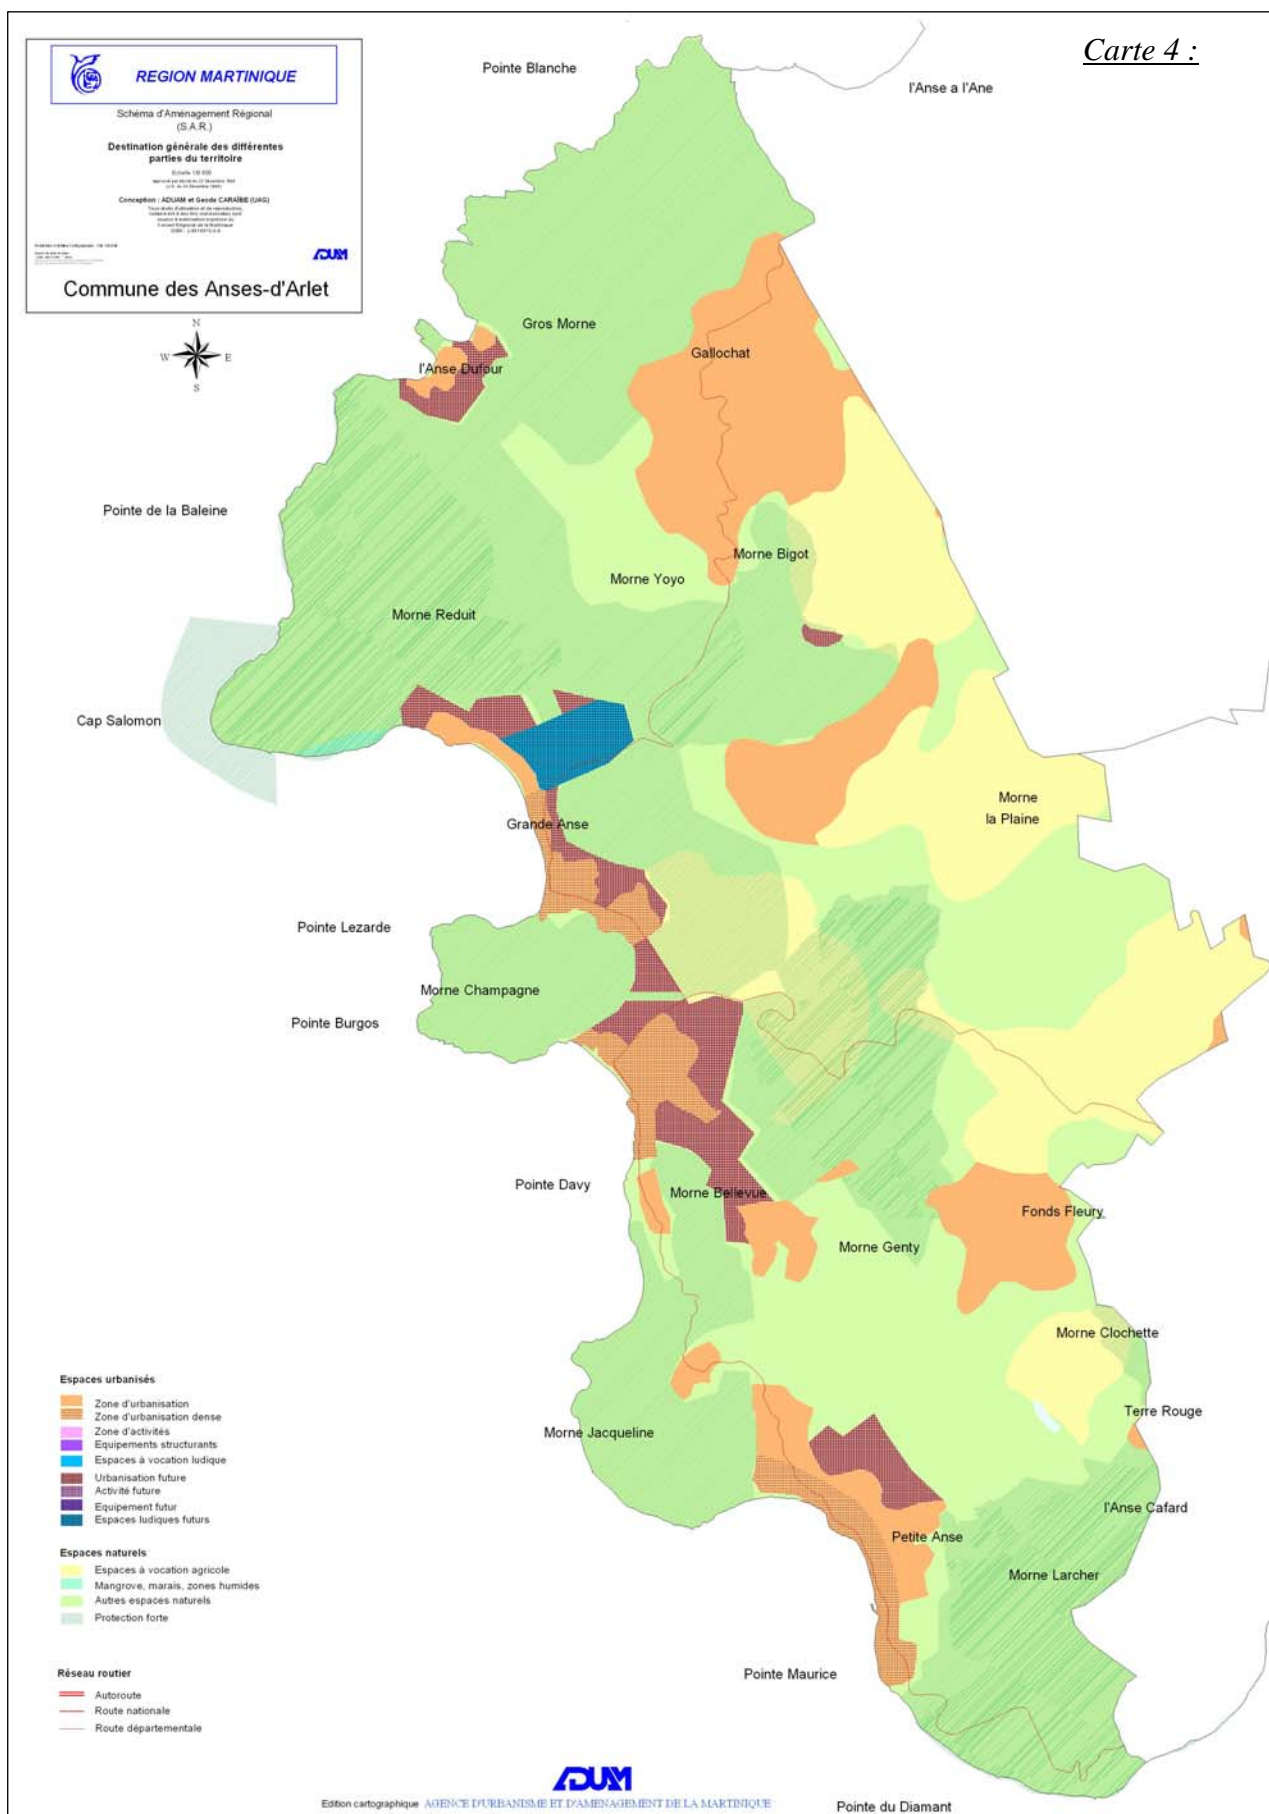 Carte 4 :
REGION MARTINIQUE
Schéma d'Aménagement Régional
(S.A.R.)
Destination générale des différentes
parties du territoire
Conception : ADUAM et Geode CARAÏBE (UAG)
ADUAM
Commune des Anses-d'Arlet
N
W
E
S
Pointe Blanche
l'Anse a l'Ane
Gros Morne
Gallochat
l'Anse Dufour
Pointe de la Baleine
Morne Bigot
Morne Yoyo
Morne Reduit
Cap Salomon
Morne
la Plaine
Grande Anse
Pointe Lezarde
Morne Champagne
Pointe Burgos
Pointe Davy
Morne Bellevue
Fonds Fleury
Morne Genty
Morne Clochette
Terre Rouge
Morne Jacqueline
l'Anse Cafard
Petite Anse
Morne Larcher
Pointe Maurice
Pointe du Diamant
Espaces urbanisés
Zone d'urbanisation
Zone d'urbanisation dense
Zone d'activités
Equipements structurants
Espaces à vocation ludique
Urbanisation future
Activité future
Equipement futur
Espaces ludiques futurs
Espaces naturels
Espaces à vocation agricole
Mangrove, marais, zones humides
Autres espaces naturels
Protection forte
Réseau routier
Autoroute
Route nationale
Route départementale
ADUAM
Edition cartographique AGENCE D'URBANISME ET D'AMENAGEMENT DE LA MARTINIQUE